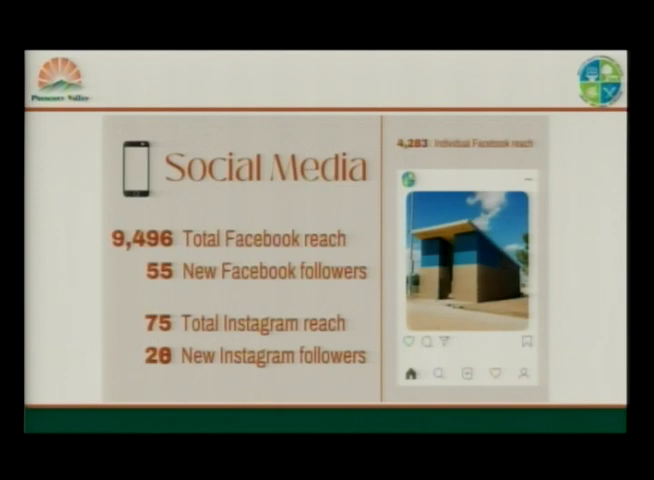 Prescott Valley
Social Media
9,496 Total Facebook reach
55 New Facebook followers
75 Total Instagram reach
28 New Instagram followers
4,283 Individual Facebook reach